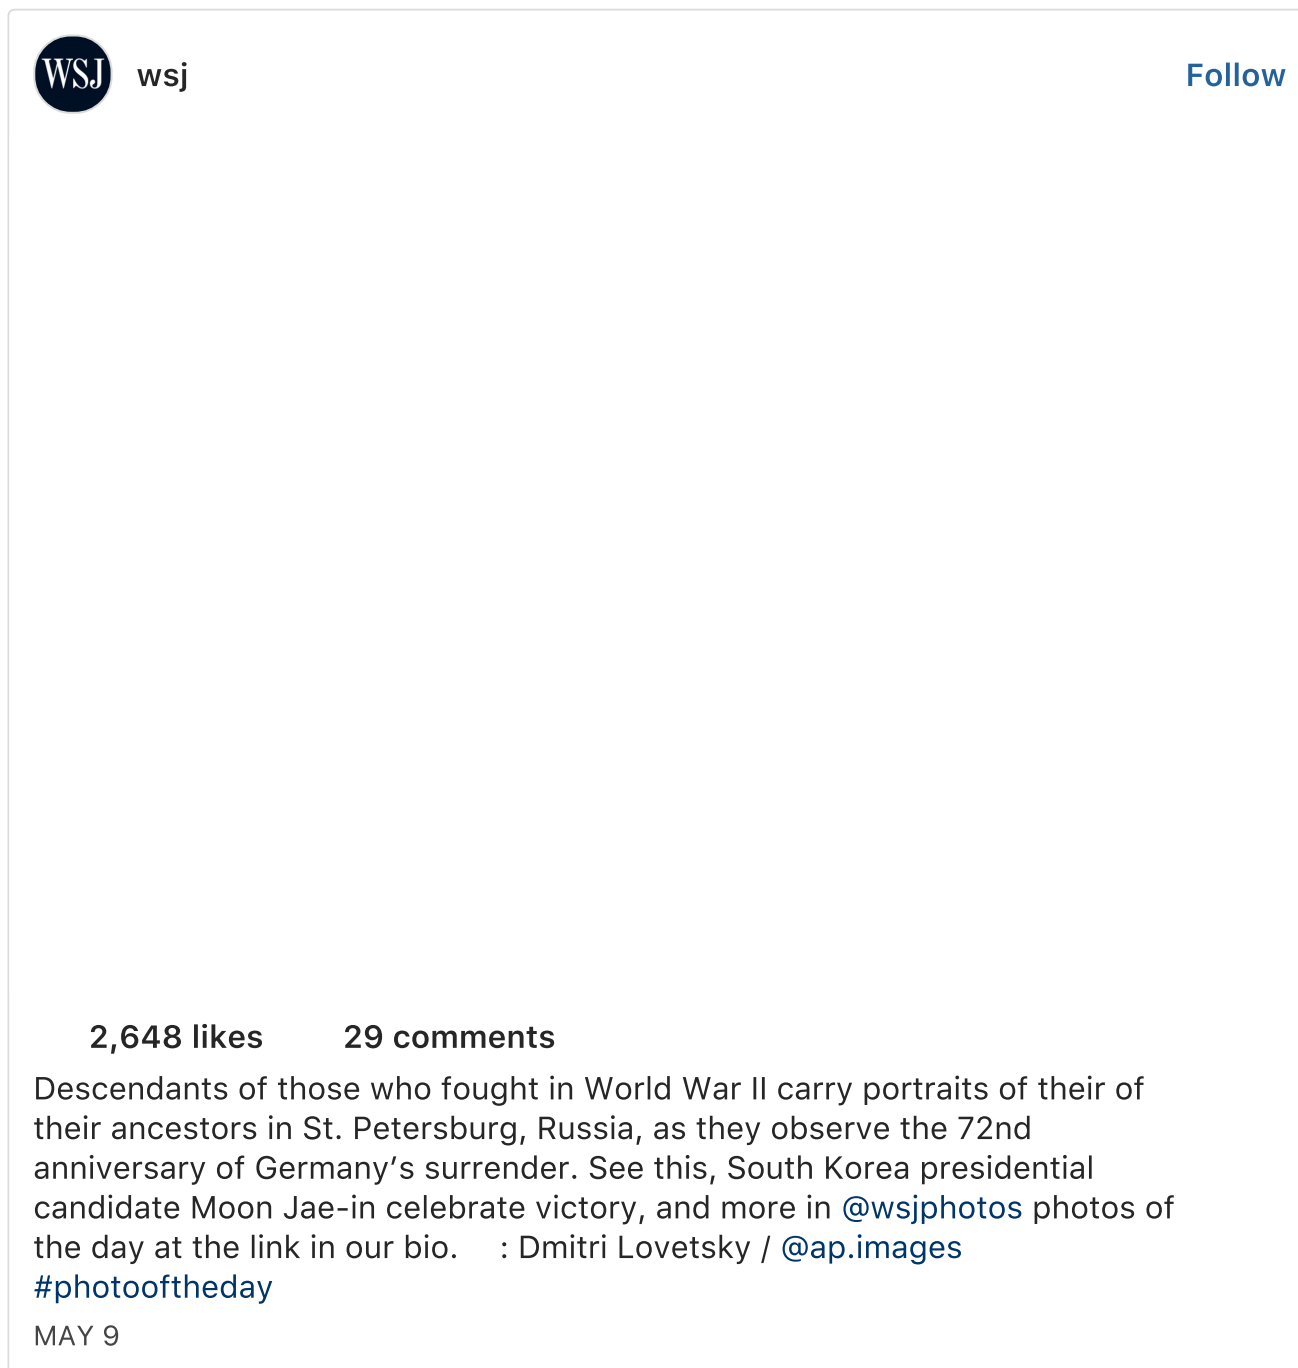 WSJ
wsj
Follow
2,648 likes
29 comments
Descendants of those who fought in World War II carry portraits of their of
their ancestors in St. Petersburg, Russia, as they observe the 72nd
anniversary of Germany’s surrender. See this, South Korea presidential
candidate Moon Jae-in celebrate victory, and more in @wsjphotos photos of
the day at the link in our bio. : Dmitri Lovetsky / @ap.images
#photooftheday
MAY 9